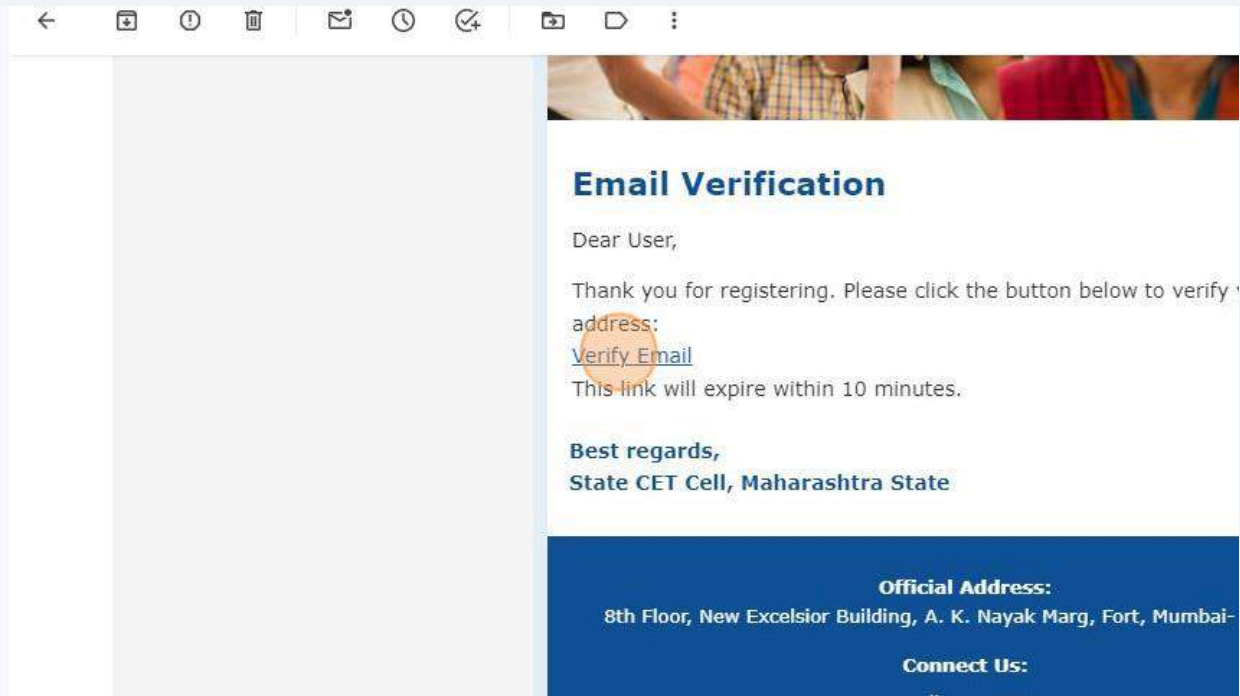 Email Verification
Dear User,
Thank you for registering. Please click the button below to verify
address:
Verify Email
This link will expire within 10 minutes.
Best regards,
State CET Cell, Maharashtra State
Official Address:
8th Floor, New Excelsior Building, A. K. Nayak Marg, Fort, Mumbai-
Connect Us: